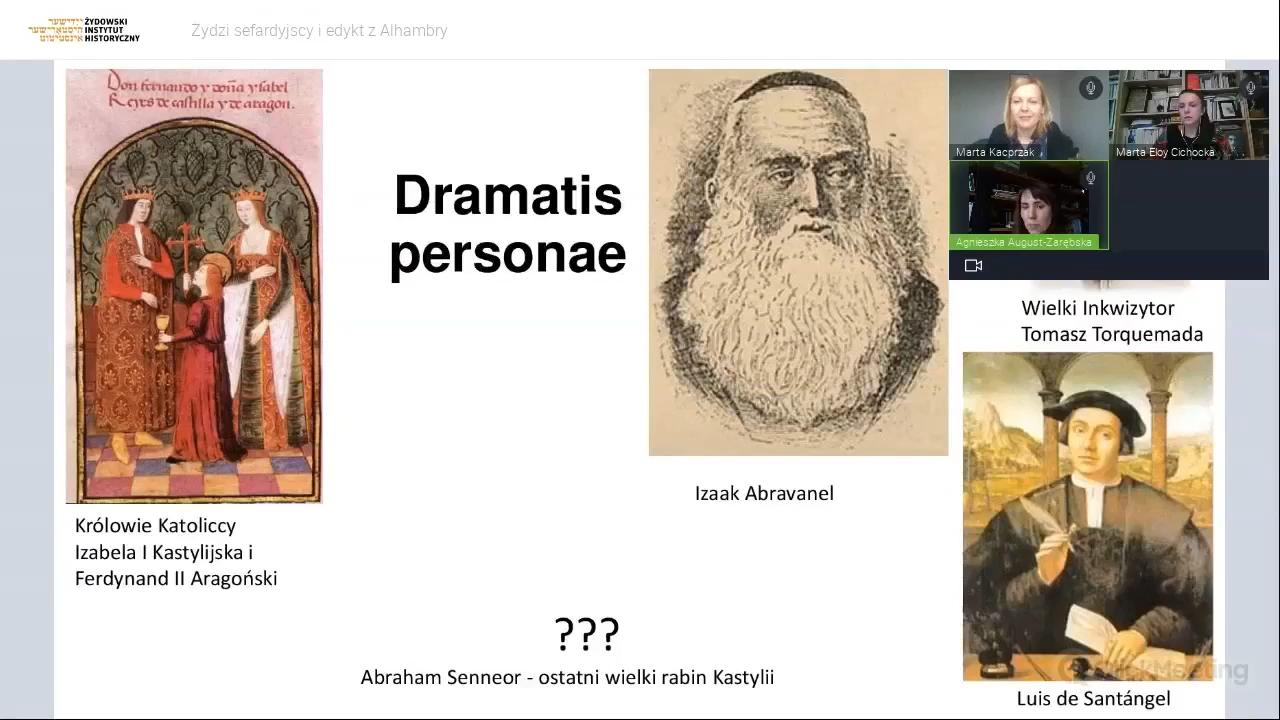 ŻYDOWSKI
INSTYTUT
HISTORYCZNY
Żydzi sefardyjscy i edykt z Alhambry
Don fernando y doña ysabel
Reyes de castilla y de aragon.
Dramatis
personae
Marta Kacprzak
Marta Eloy Cichocka
Agnieszka August-Zarębska
Wielki Inkwizytor
Tomasz Torquemada
Izaak Abravanel
Królowie Katoliccy
Izabela I Kastylijska i
Ferdynand II Aragoński
???
Abraham Senneor - ostatni wielki rabin Kastylii
ClickMeeting
Luis de Santángel